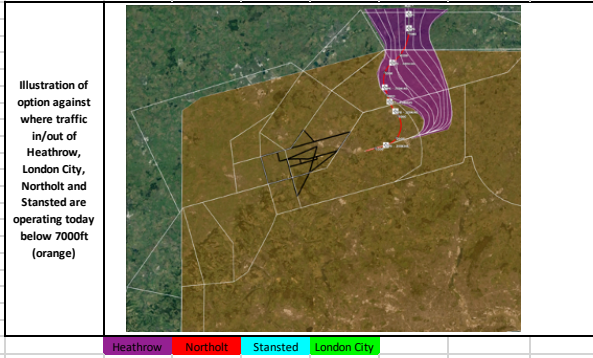 Illustration of
option against
where traffic
in/out of
Heathrow,
London City,
Northolt and
Stansted are
operating today
below 7000ft
(orange)
Heathrow Northolt Stansted London City